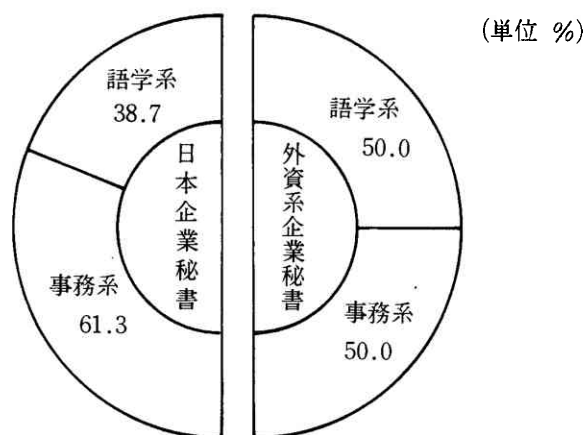 (単位 %)
語学系
38.7
事務系
61.3
日本企業秘書
外資系企業秘書
語学系
50.0
事務系
50.0